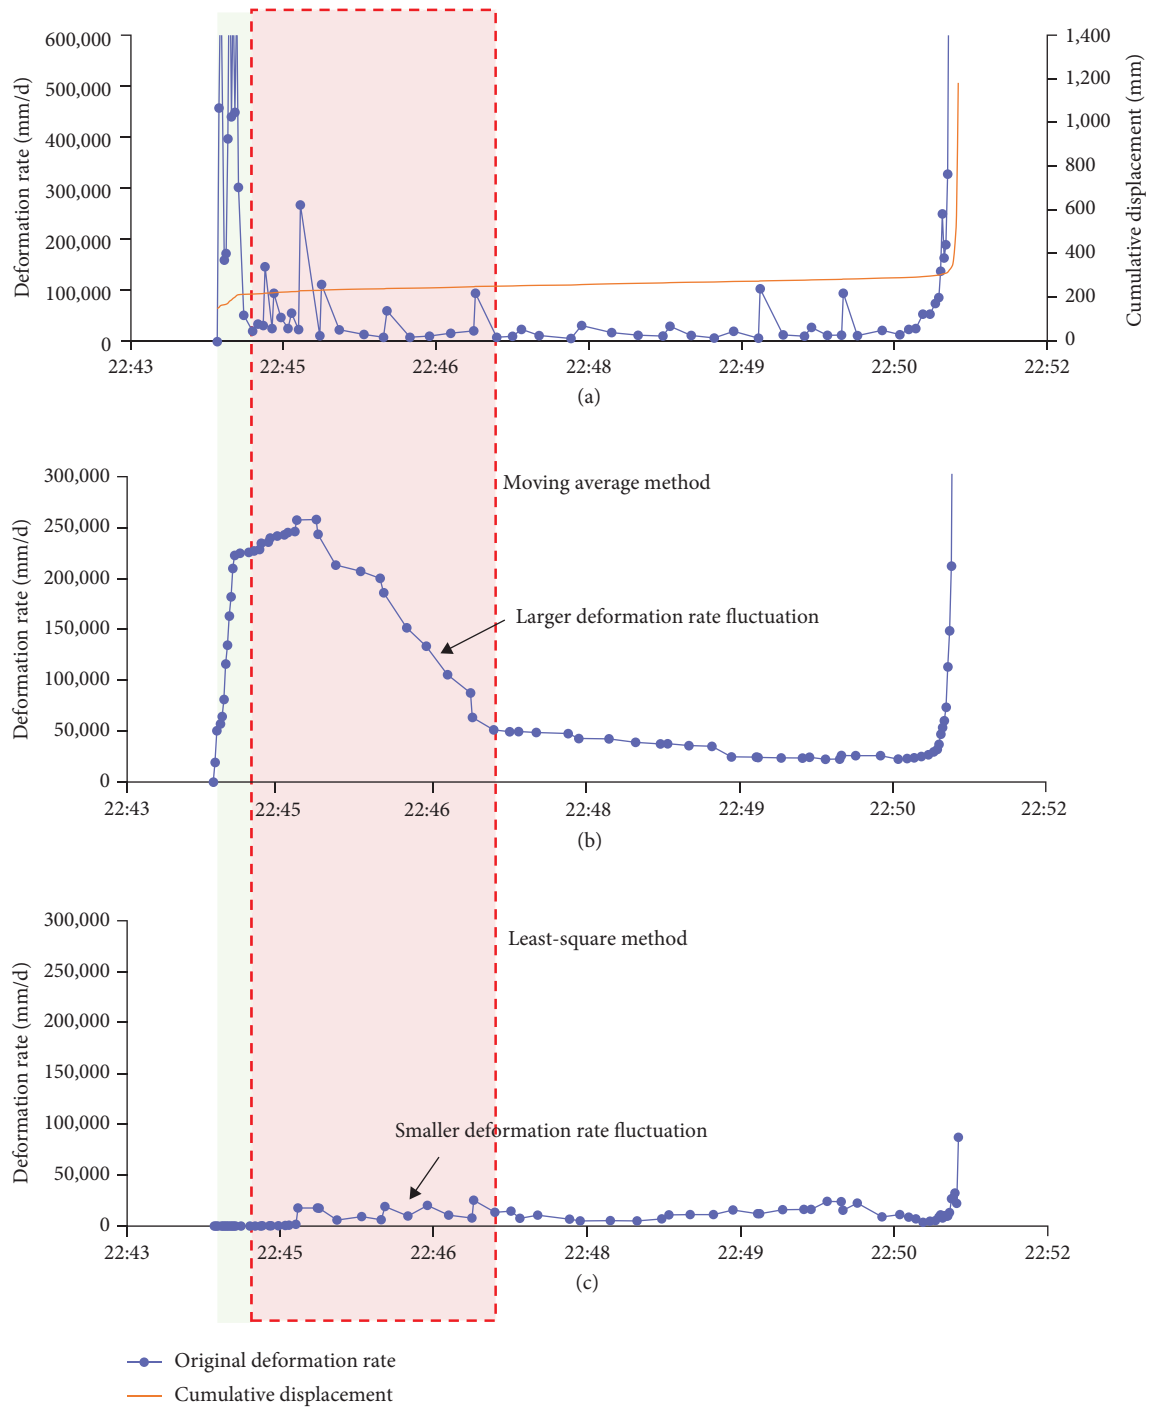 600,000
500,000
400,000
300,000
200,000
100,000
0
Deformation rate (mm/d)
1,400
1,200
1,000
800
600
400
200
0
Cumulative displacement (mm)
22:43 22:45 22:46 22:48 22:49 22:50 22:52
(a)
300,000
250,000
200,000
150,000
100,000
50,000
0
Deformation rate (mm/d)
Moving average method
Larger deformation rate fluctuation
22:43 22:45 22:46 22:48 22:49 22:50 22:52
(b)
300,000
250,000
200,000
150,000
100,000
50,000
0
Deformation rate (mm/d)
Least-square method
Smaller deformation rate fluctuation
22:43 22:45 22:46 22:48 22:49 22:50 22:52
(c)
Original deformation rate
Cumulative displacement